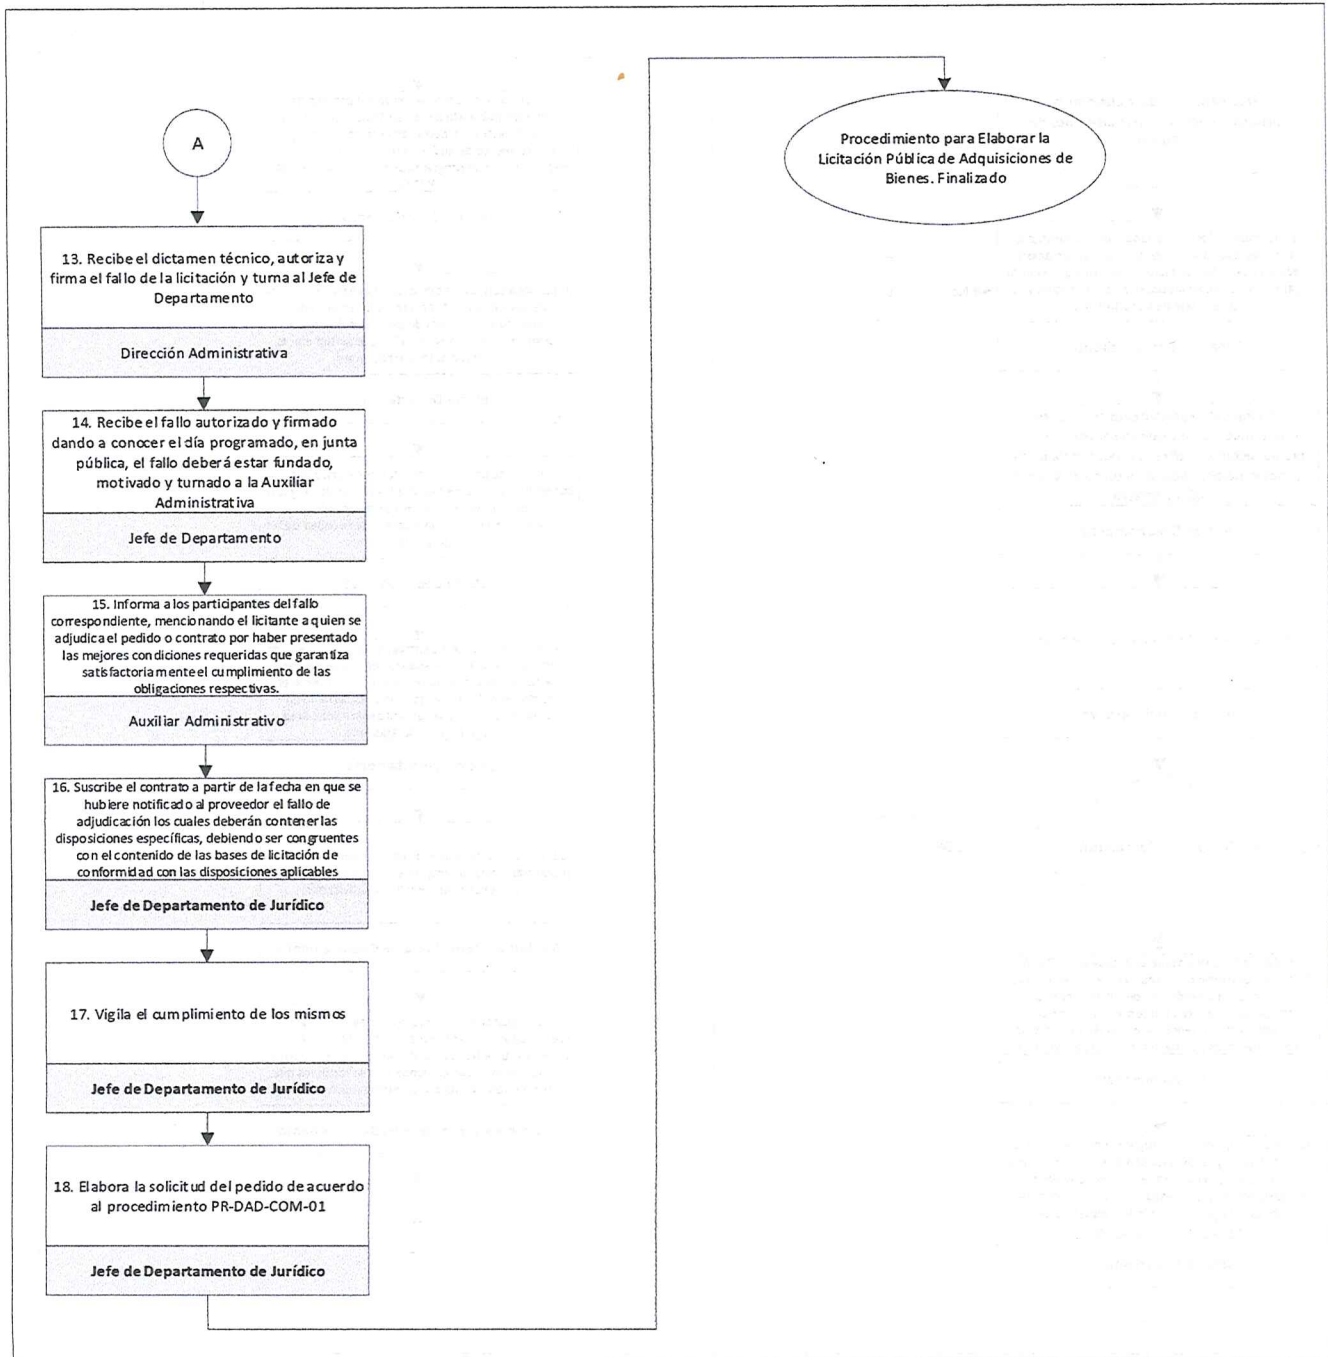 A
13. Recibe el dictamen técnico, autoriza y
firma el fallo de la licitación y turna al Jefe de
Departamento
Dirección Administrativa
14. Recibe el fallo autorizado y firmado
dando a conocer el día programado, en junta
pública, el fallo deberá estar fundado,
motivado y turnado a la Auxiliar
Administrativa
Jefe de Departamento
15. Informa a los participantes del fallo
correspondiente, mencionando el licitante a quien se
adjudica el pedido o contrato por haber presentado
las mejores condiciones requeridas que garantiza
satisfactoriamente el cumplimiento de las
obligaciones respectivas.
Auxiliar Administrativo
16. Suscribe el contrato a partir de la fecha en que se
hubiere notificado al proveedor el fallo de
adjudicación los cuales deberán contener las
disposiciones específicas, debiendo ser congruentes
con el contenido de las bases de licitación de
conformidad con las disposiciones aplicables
Jefe de Departamento de Jurídico
17. Vigila el cumplimiento de los mismos
Jefe de Departamento de Jurídico
18. Elabora la solicitud del pedido de acuerdo
al procedimiento PR-DAD-COM-01
Jefe de Departamento de Jurídico
Procedimiento para Elaborar la
Licitación Pública de Adquisiciones de
Bienes. Finalizado